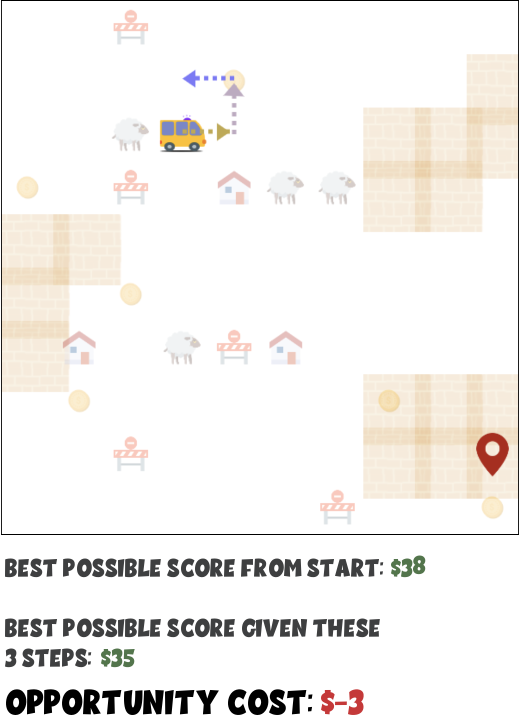 BEST POSSIBLE SCORE FROM START: $38
BEST POSSIBLE SCORE GIVEN THESE
3 STEPS: $35
OPPORTUNITY COST: $-3